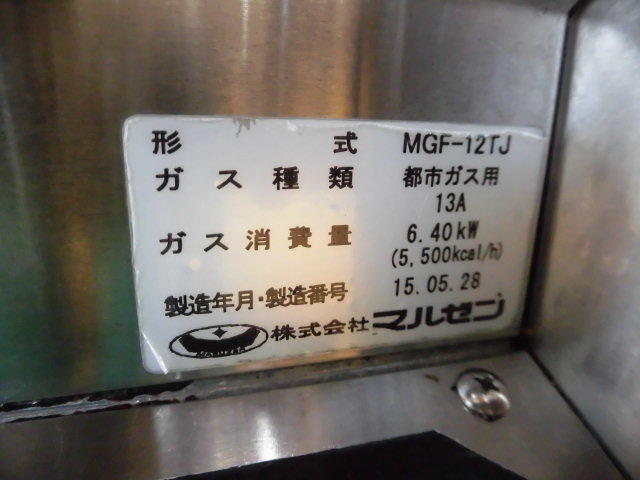 形式 MGF-12TJ
ガス種類 都市ガス用
13A
ガス消費量 6.40kW
(5,500kcal/h)
製造年月・製造番号 15.05.28
MARUZEN 株式会社マルゼン